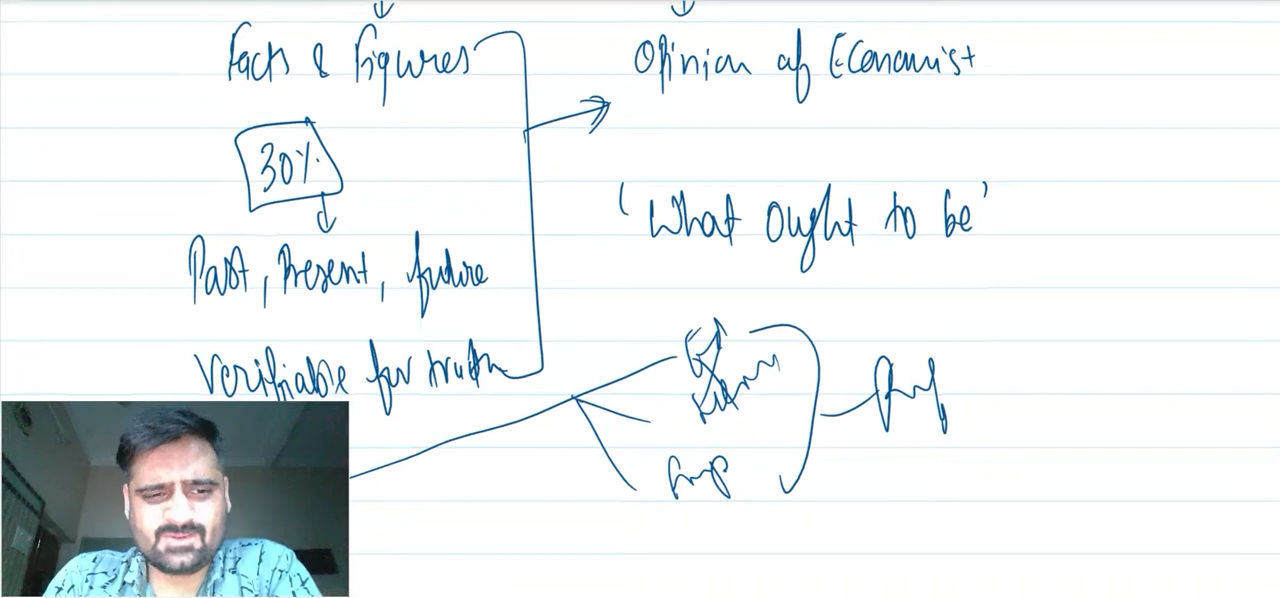 Facts & Figures
Opinion of Economist
30%
'What ought to be'
Past, Present, future
Verifiable for truth